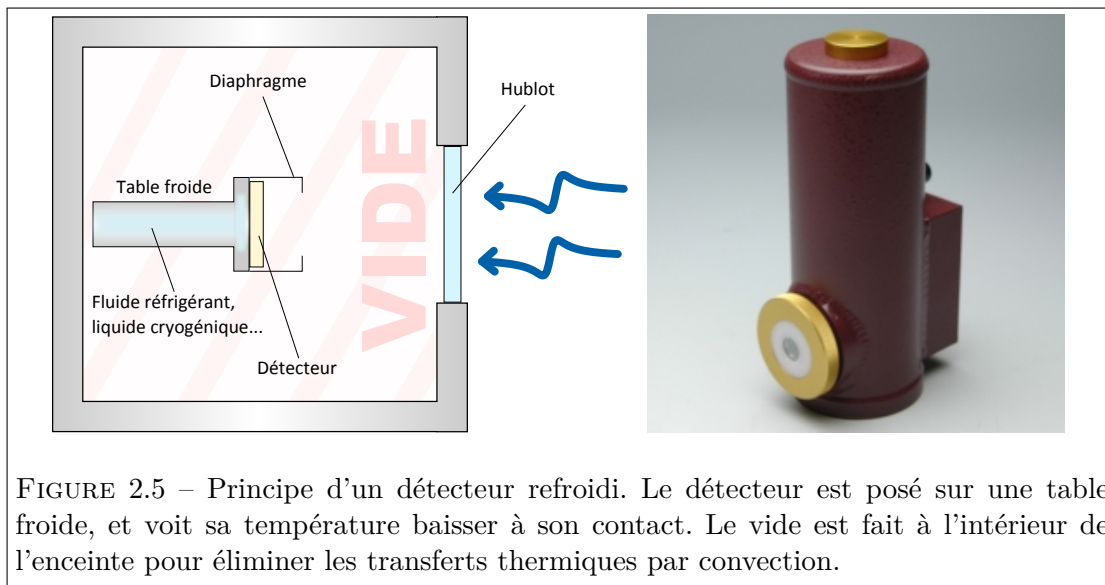 Diaphragme
Hublot
VIDE
Table froide
Fluide réfrigérant,
liquide cryogénique...
Détecteur
FIGURE 2.5 – Principe d'un détecteur refroidi. Le détecteur est posé sur une table
froide, et voit sa température baisser à son contact. Le vide est fait à l'intérieur de
l'enceinte pour éliminer les transferts thermiques par convection.